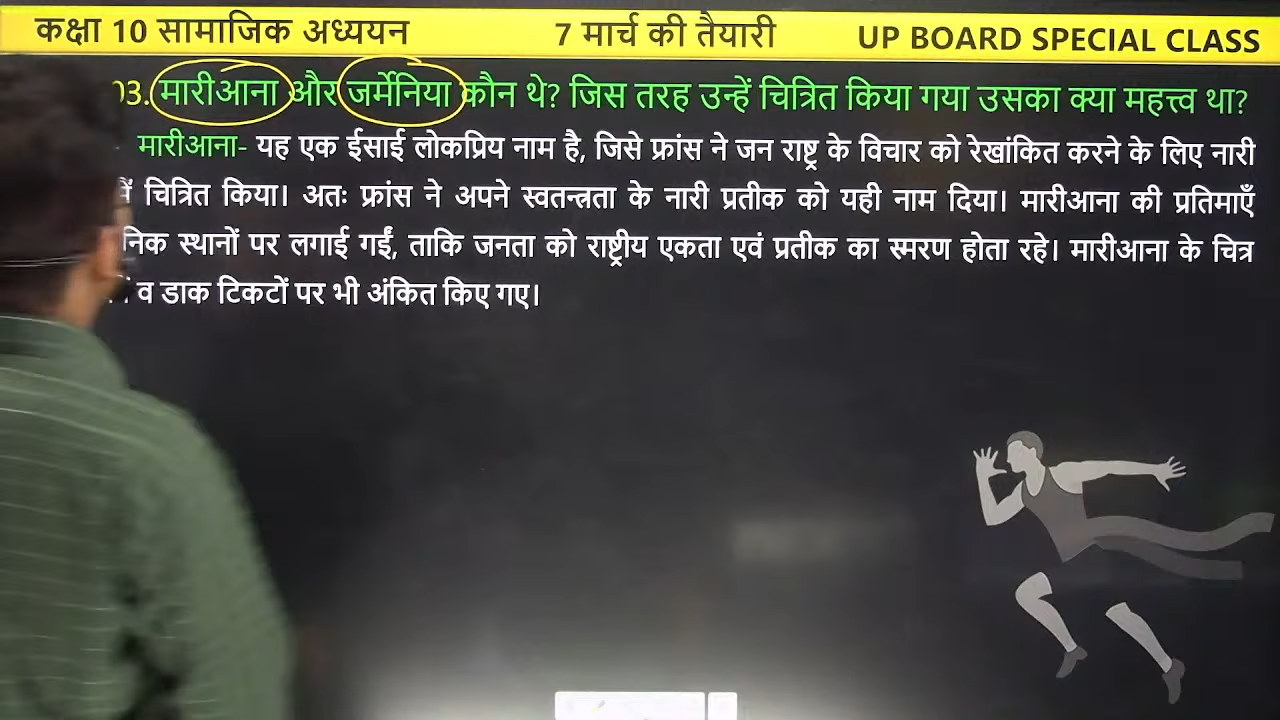 कक्षा 10 सामाजिक अध्ययन 7 मार्च की तैयारी UP BOARD SPECIAL CLASS
03. मारीआना और जर्मेनिया कौन थे? जिस तरह उन्हें चित्रित किया गया उसका क्या महत्त्व था?
मारीआना- यह एक ईसाई लोकप्रिय नाम है, जिसे फ्रांस ने जन राष्ट्र के विचार को रेखांकित करने के लिए नारी
चित्रित किया। अतः फ्रांस ने अपने स्वतन्त्रता के नारी प्रतीक को यही नाम दिया। मारीआना की प्रतिमाएँ
स्थानों पर लगाई गईं, ताकि जनता को राष्ट्रीय एकता एवं प्रतीक का स्मरण होता रहे। मारीआना के चित्र
व डाक टिकटों पर भी अंकित किए गए।